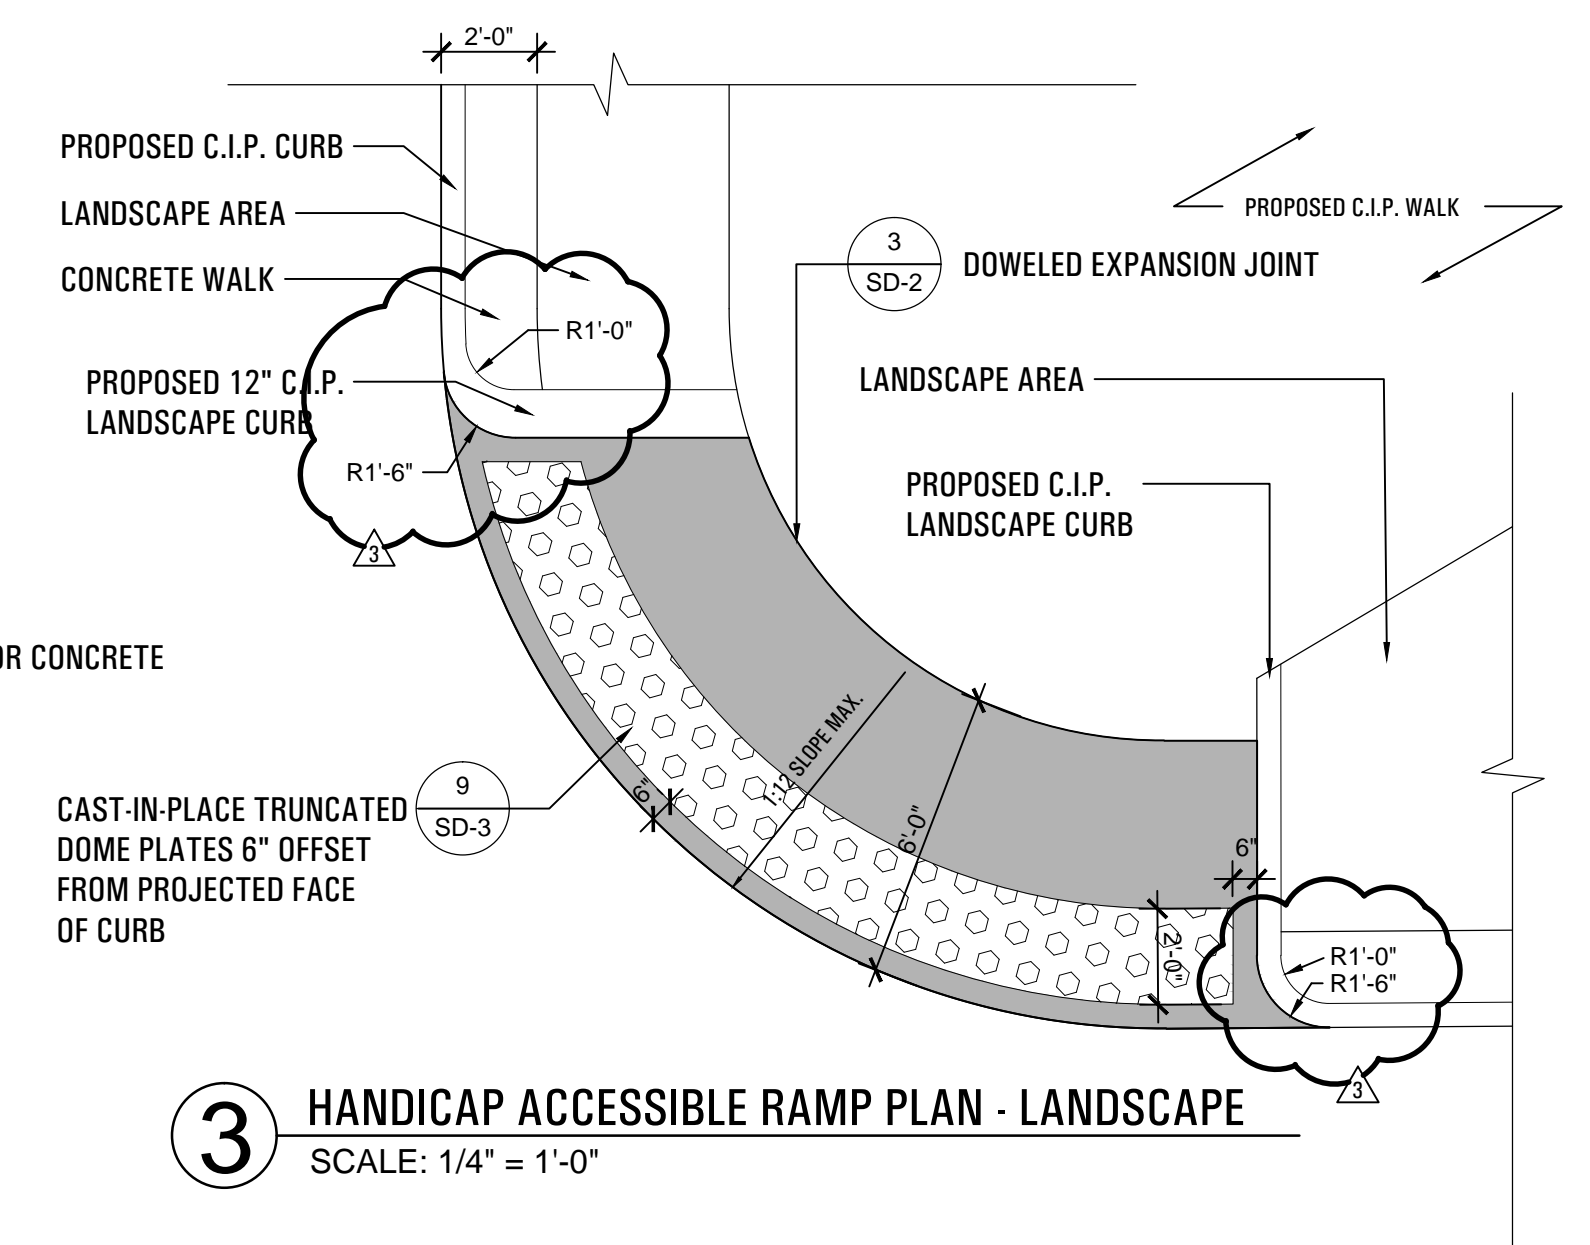 2'-0"
PROPOSED C.I.P. CURB
LANDSCAPE AREA
CONCRETE WALK
R1'-0"
PROPOSED 12" C.I.P.
LANDSCAPE CURB
R1'-6"
3
3
SD-2
DOWELED EXPANSION JOINT
PROPOSED C.I.P. WALK
LANDSCAPE AREA
PROPOSED C.I.P.
LANDSCAPE CURB
OR CONCRETE
CAST-IN-PLACE TRUNCATED
DOME PLATES 6" OFFSET
FROM PROJECTED FACE
OF CURB
9
SD-3
6"
1:12 SLOPE MAX.
6'-0"
6"
2'-0"
R1'-0"
R1'-6"
3
3
HANDICAP ACCESSIBLE RAMP PLAN - LANDSCAPE
SCALE: 1/4" = 1'-0"